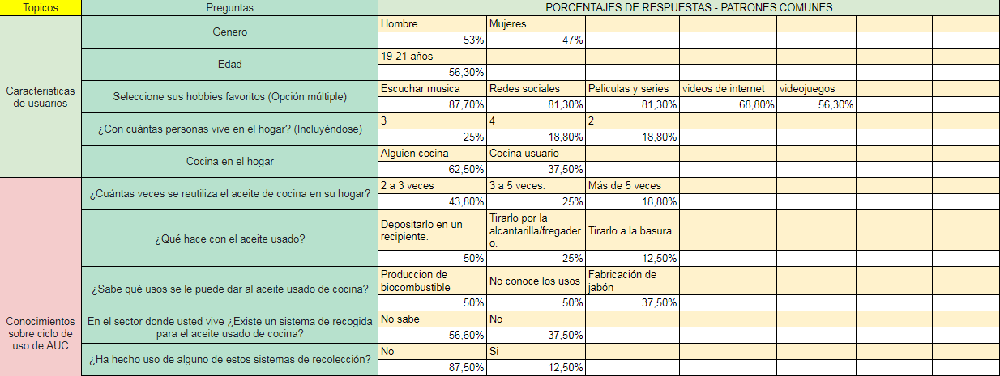 Topicos Preguntas PORCENTAJES DE RESPUESTAS - PATRONES COMUNES
Caracteristicas
de usuarios
Genero
Hombre Mujeres
53% 47%
Edad
19-21 años
56,30%
Seleccione sus hobbies favoritos (Opción múltiple)
Escuchar musica Redes sociales Peliculas y series videos de internet videojuegos
87,70% 81,30% 81,30% 68,80% 56,30%
¿Con cuántas personas vive en el hogar? (Incluyéndose)
3 4 2
25% 18,80% 18,80%
Cocina en el hogar
Alguien cocina Cocina usuario
62,50% 37,50%
Conocimientos
sobre ciclo de
uso de AUC
¿Cuántas veces se reutiliza el aceite de cocina en su hogar?
2 a 3 veces 3 a 5 veces. Más de 5 veces
43,80% 25% 18,80%
¿Qué hace con el aceite usado?
Depositarlo en un
recipiente.
Tirarlo por la
alcantarilla/fregader
o.
Tirarlo a la basura.
50% 25% 12,50%
¿Sabe qué usos se le puede dar al aceite usado de cocina?
Produccion de
biocombustible
No conoce los usos
Fabricación de
jabón
50% 50% 37,50%
En el sector donde usted vive ¿Existe un sistema de recogida
para el aceite usado de cocina?
No sabe No
56,60% 37,50%
¿Ha hecho uso de alguno de estos sistemas de recolección?
No Si
87,50% 12,50%